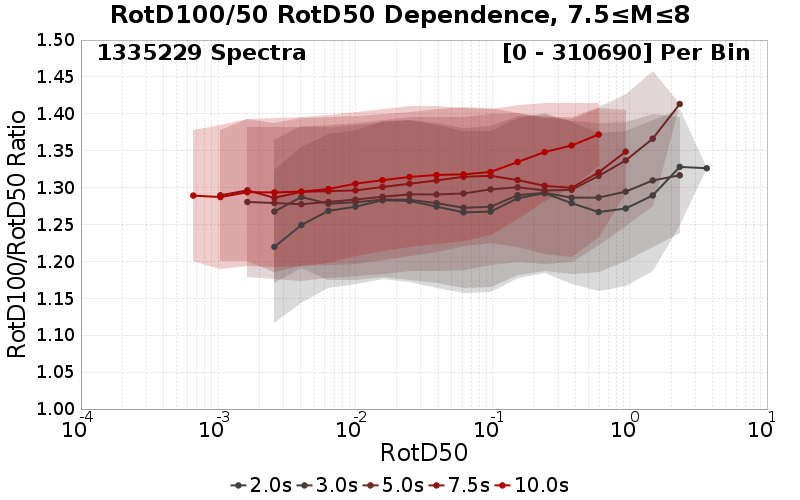 RotD100/50 RotD50 Dependence, 7.5≤M≤8
1335229 Spectra
[0 - 310690] Per Bin
RotD100/RotD50 Ratio
1.50
1.45
1.40
1.35
1.30
1.25
1.20
1.15
1.10
1.05
1.00
10^-4 10^-3 10^-2 10^-1 10^0 10^1
RotD50
2.0s 3.0s 5.0s 7.5s 10.0s